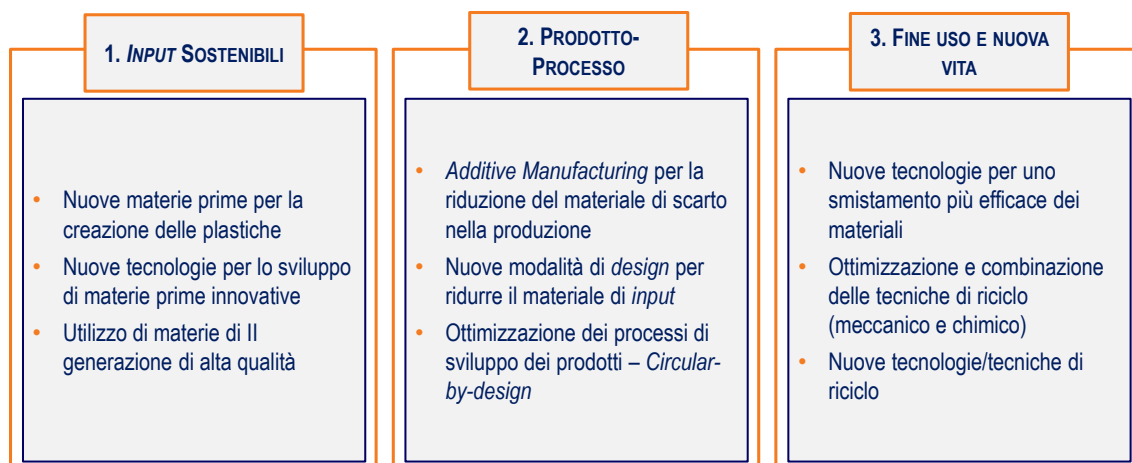 1. INPUT SOSTENIBILI
• Nuove materie prime per la
creazione delle plastiche
• Nuove tecnologie per lo sviluppo
di materie prime innovative
• Utilizzo di materie di II
generazione di alta qualità
2. PRODOTTO-
PROCESSO
• Additive Manufacturing per la
riduzione del materiale di scarto
nella produzione
• Nuove modalità di design per
ridurre il materiale di input
• Ottimizzazione dei processi di
sviluppo dei prodotti – Circular-
by-design
3. FINE USO E NUOVA
VITA
• Nuove tecnologie per uno
smistamento più efficace dei
materiali
• Ottimizzazione e combinazione
delle tecniche di riciclo
(meccanico e chimico)
• Nuove tecnologie/tecniche di
riciclo